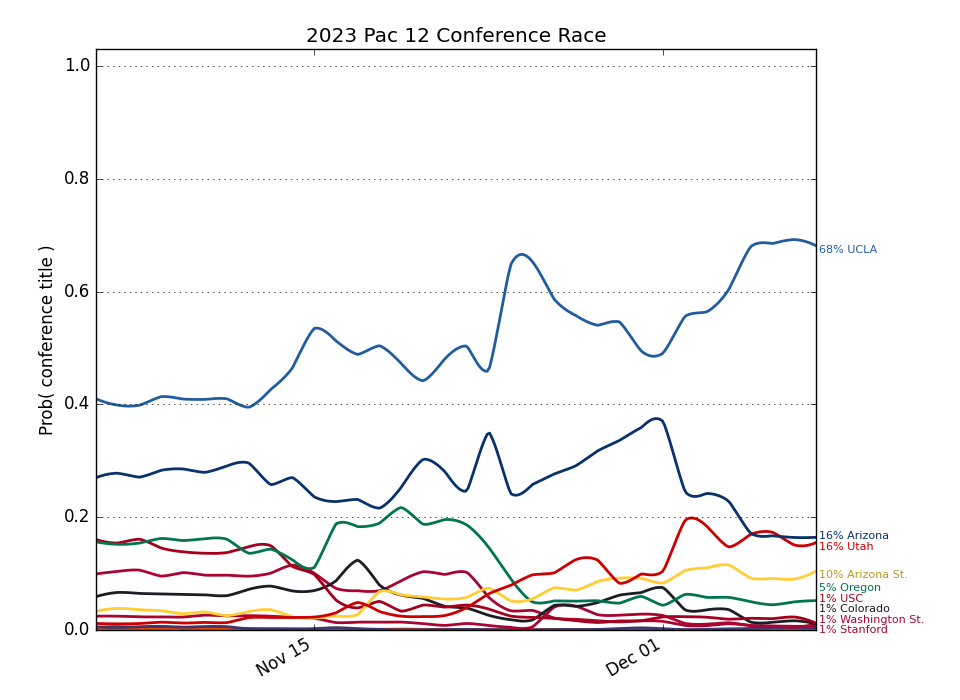 2023 Pac 12 Conference Race
Prob( conference title )
1.0
0.8
0.6
0.4
0.2
0.0
Nov 15
Dec 01
68% UCLA
16% Arizona
16% Utah
10% Arizona St.
5% Oregon
1% USC
1% Colorado
1% Washington St.
1% Stanford